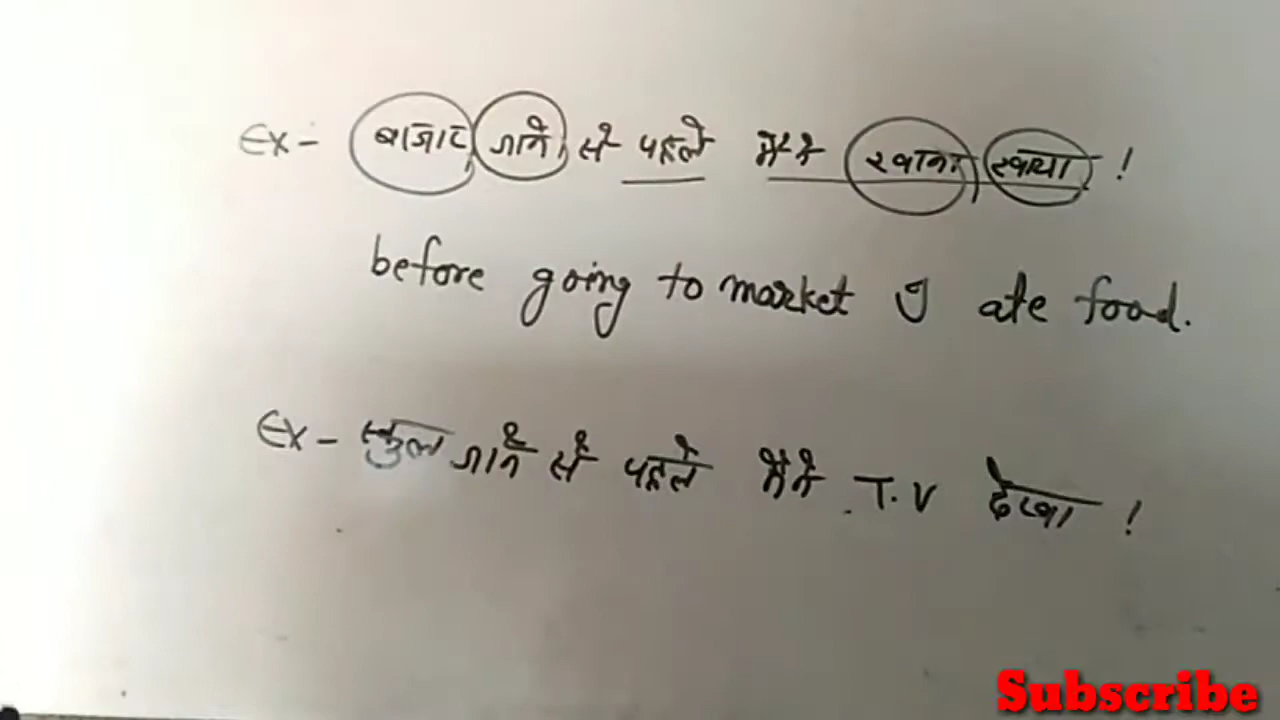 Ex- बाजार जाने से पहले मैंने खाना खाया !
before going to market I ate food.
Ex- स्कुल जाने से पहले मैंने T.V देखा !
Subscribe